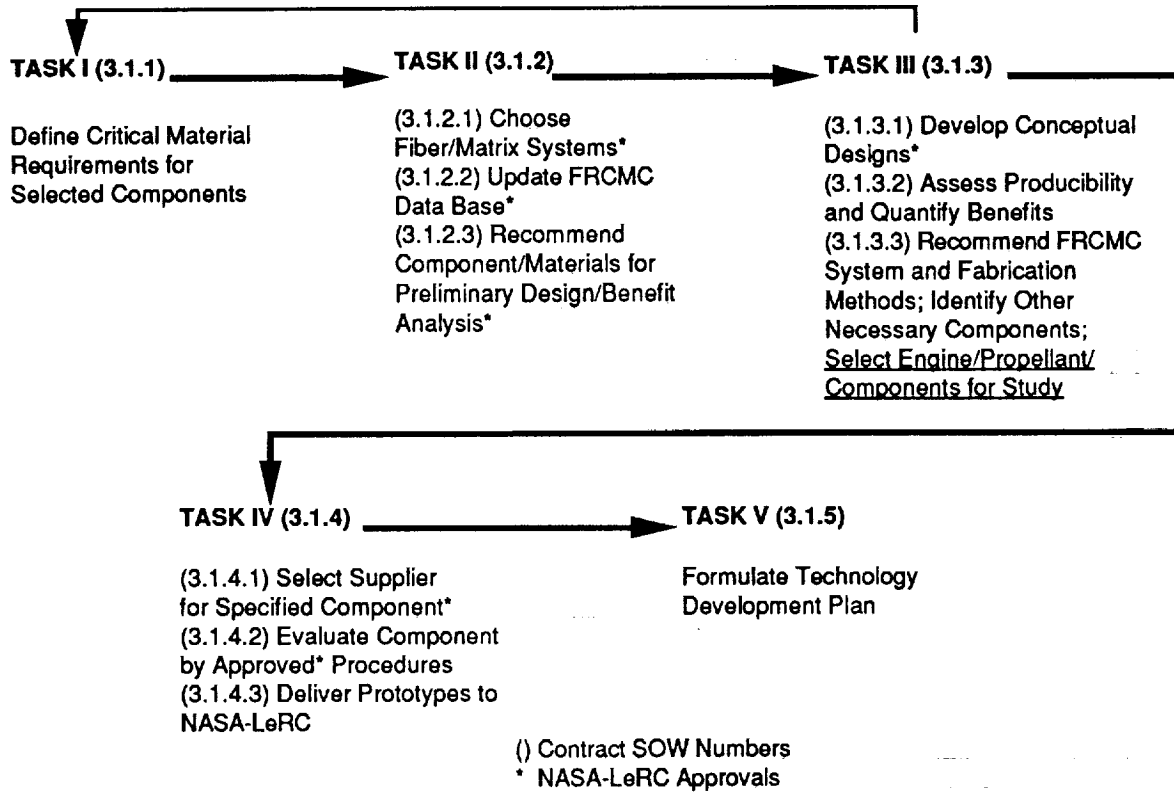 TASK I (3.1.1)
Define Critical Material
Requirements for
Selected Components
TASK II (3.1.2)
(3.1.2.1) Choose
Fiber/Matrix Systems*
(3.1.2.2) Update FRCMC
Data Base*
(3.1.2.3) Recommend
Component/Materials for
Preliminary Design/Benefit
Analysis*
TASK III (3.1.3)
(3.1.3.1) Develop Conceptual
Designs*
(3.1.3.2) Assess Producibility
and Quantify Benefits
(3.1.3.3) Recommend FRCMC
System and Fabrication
Methods; Identify Other
Necessary Components;
Select Engine/Propellant/
Components for Study
TASK IV (3.1.4)
(3.1.4.1) Select Supplier
for Specified Component*
(3.1.4.2) Evaluate Component
by Approved* Procedures
(3.1.4.3) Deliver Prototypes to
NASA-LeRC
TASK V (3.1.5)
Formulate Technology
Development Plan
() Contract SOW Numbers
* NASA-LeRC Approvals